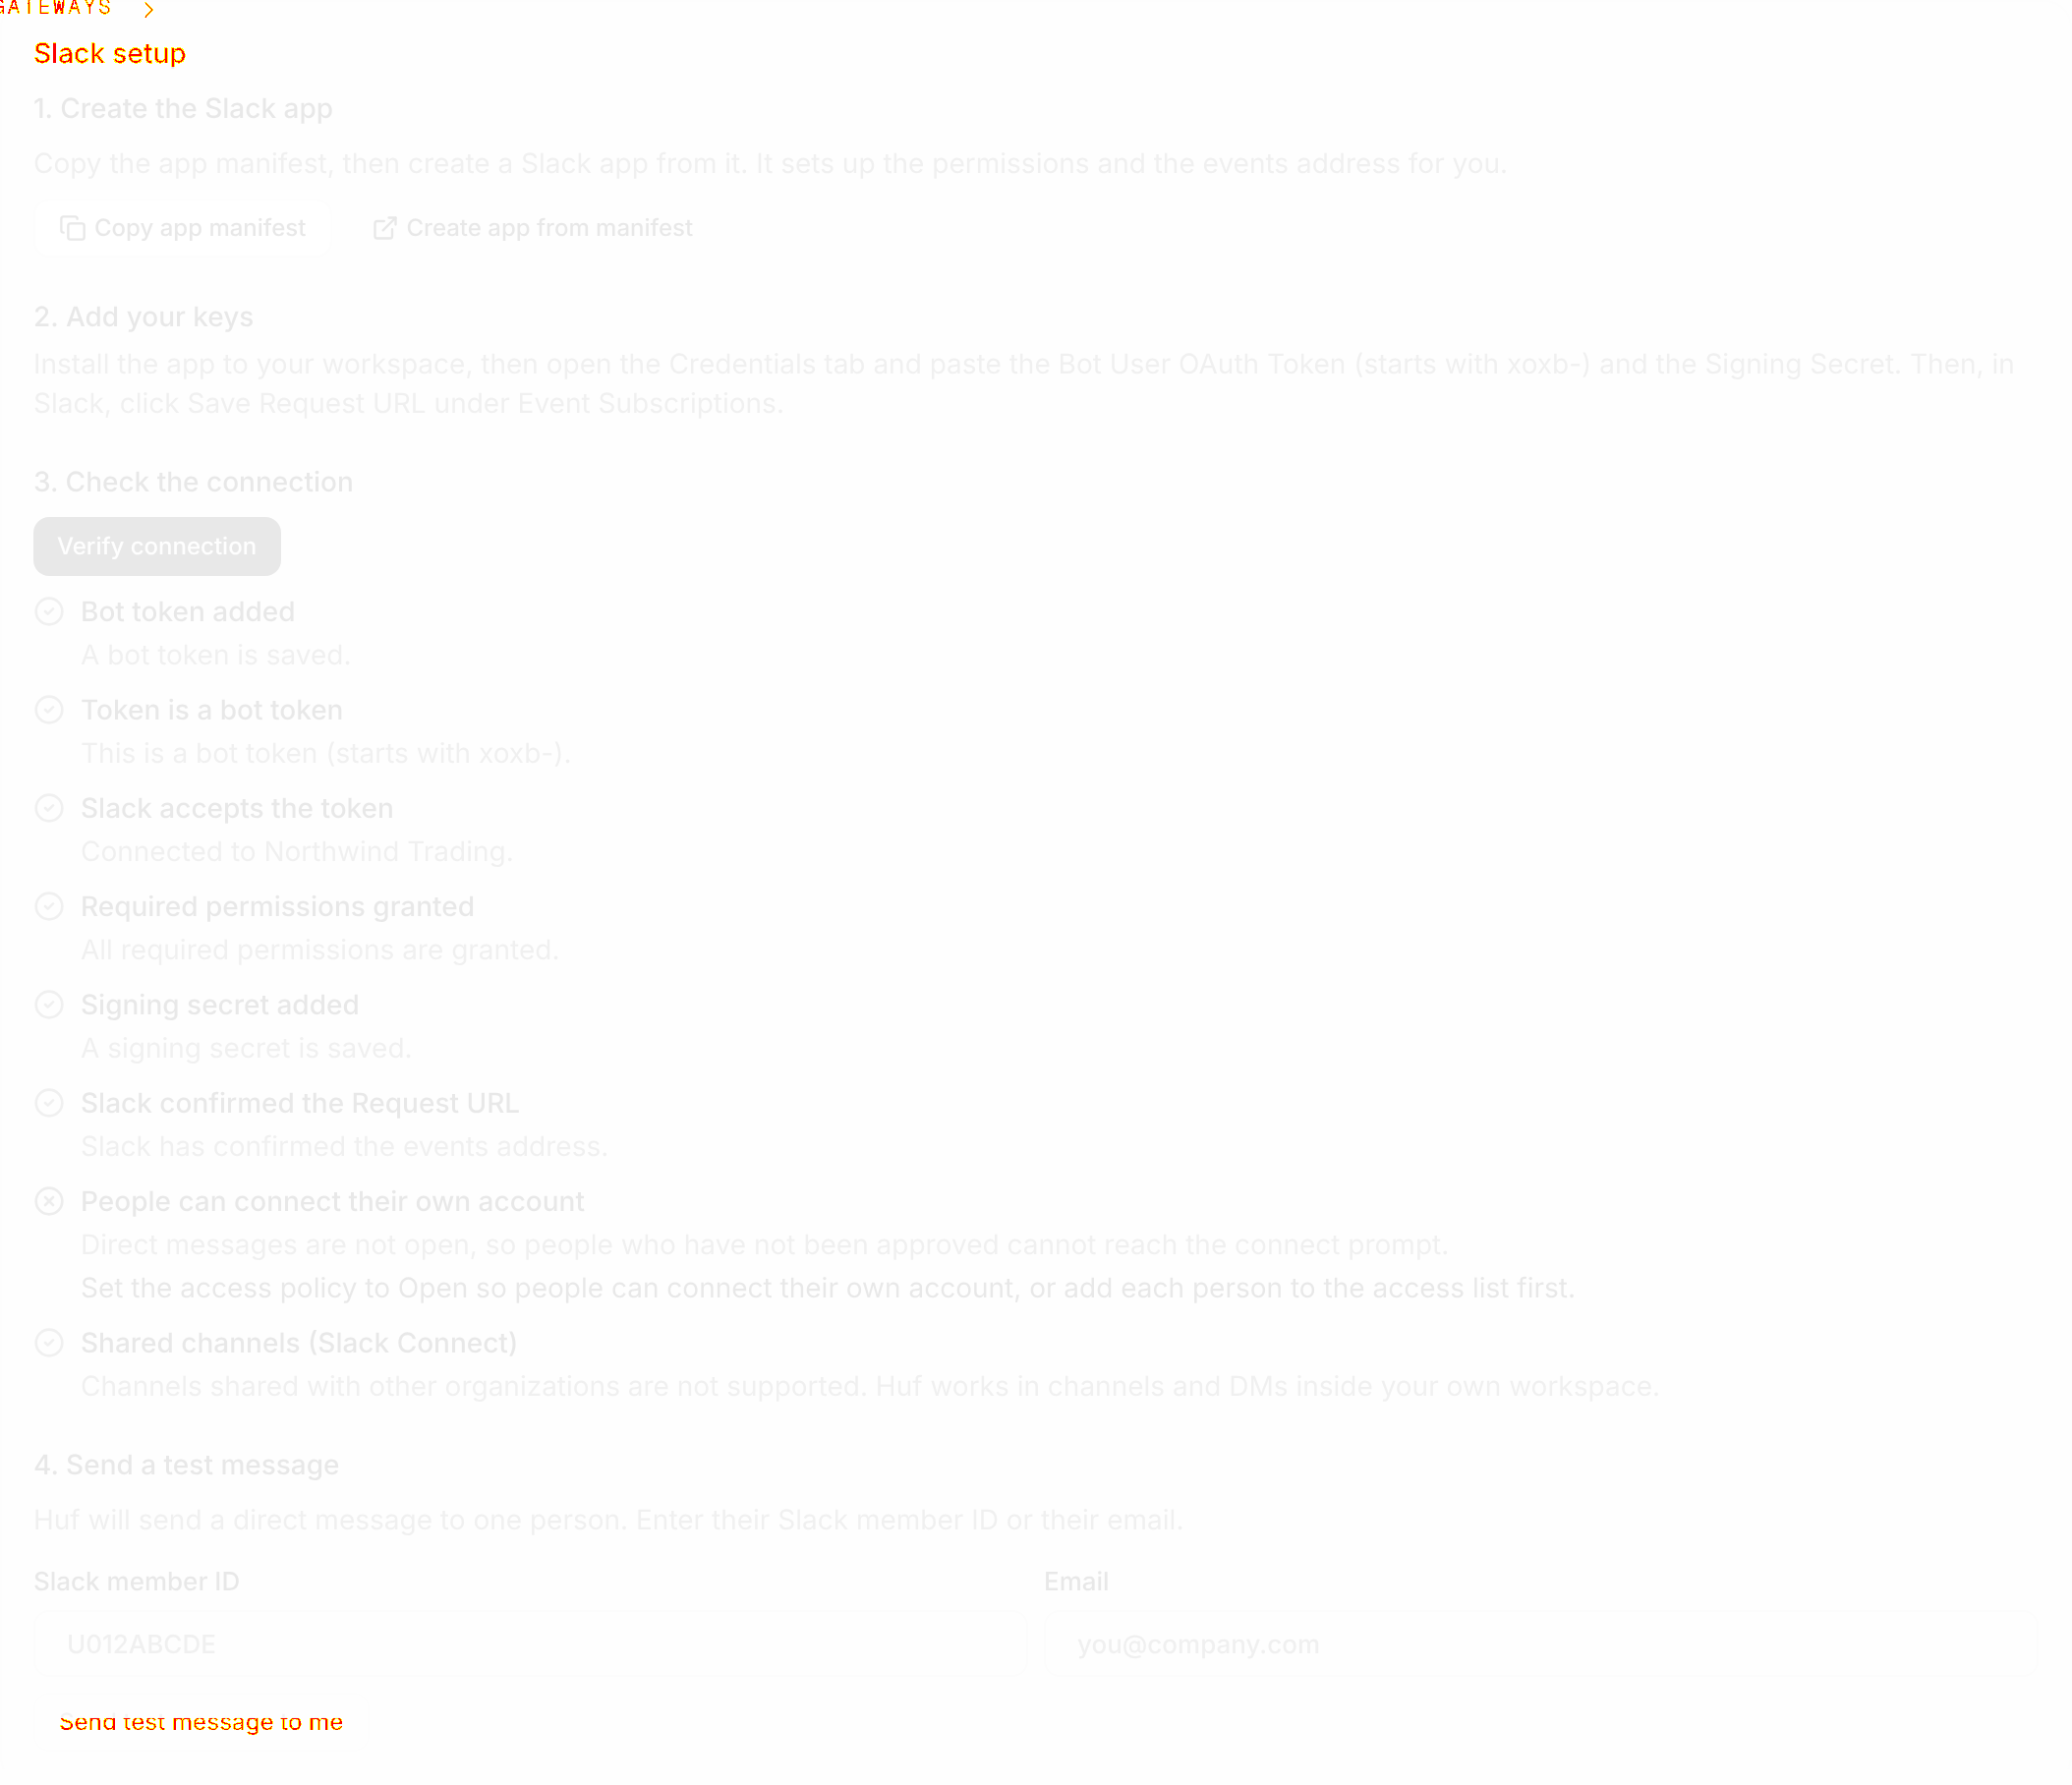 GATEWAYS
Slack setup
1. Create the Slack app
Copy the app manifest, then create a Slack app from it. It sets up the permissions and the events address for you.
Copy app manifest
Create app from manifest
2. Add your keys
Install the app to your workspace, then open the Credentials tab and paste the Bot User OAuth Token (starts with xoxb-) and the Signing Secret. Then, in
Slack, click Save Request URL under Event Subscriptions.
3. Check the connection
Verify connection
Bot token added
A bot token is saved.
Token is a bot token
This is a bot token (starts with xoxb-).
Slack accepts the token
Connected to Northwind Trading.
Required permissions granted
All required permissions are granted.
Signing secret added
A signing secret is saved.
Slack confirmed the Request URL
Slack has confirmed the events address.
People can connect their own account
Direct messages are not open, so people who have not been approved cannot reach the connect prompt.
Set the access policy to Open so people can connect their own account, or add each person to the access list first.
Shared channels (Slack Connect)
Channels shared with other organizations are not supported. Huf works in channels and DMs inside your own workspace.
4. Send a test message
Huf will send a direct message to one person. Enter their Slack member ID or their email.
Slack member ID
Email
U012ABCDE
you@company.com
Send test message to me